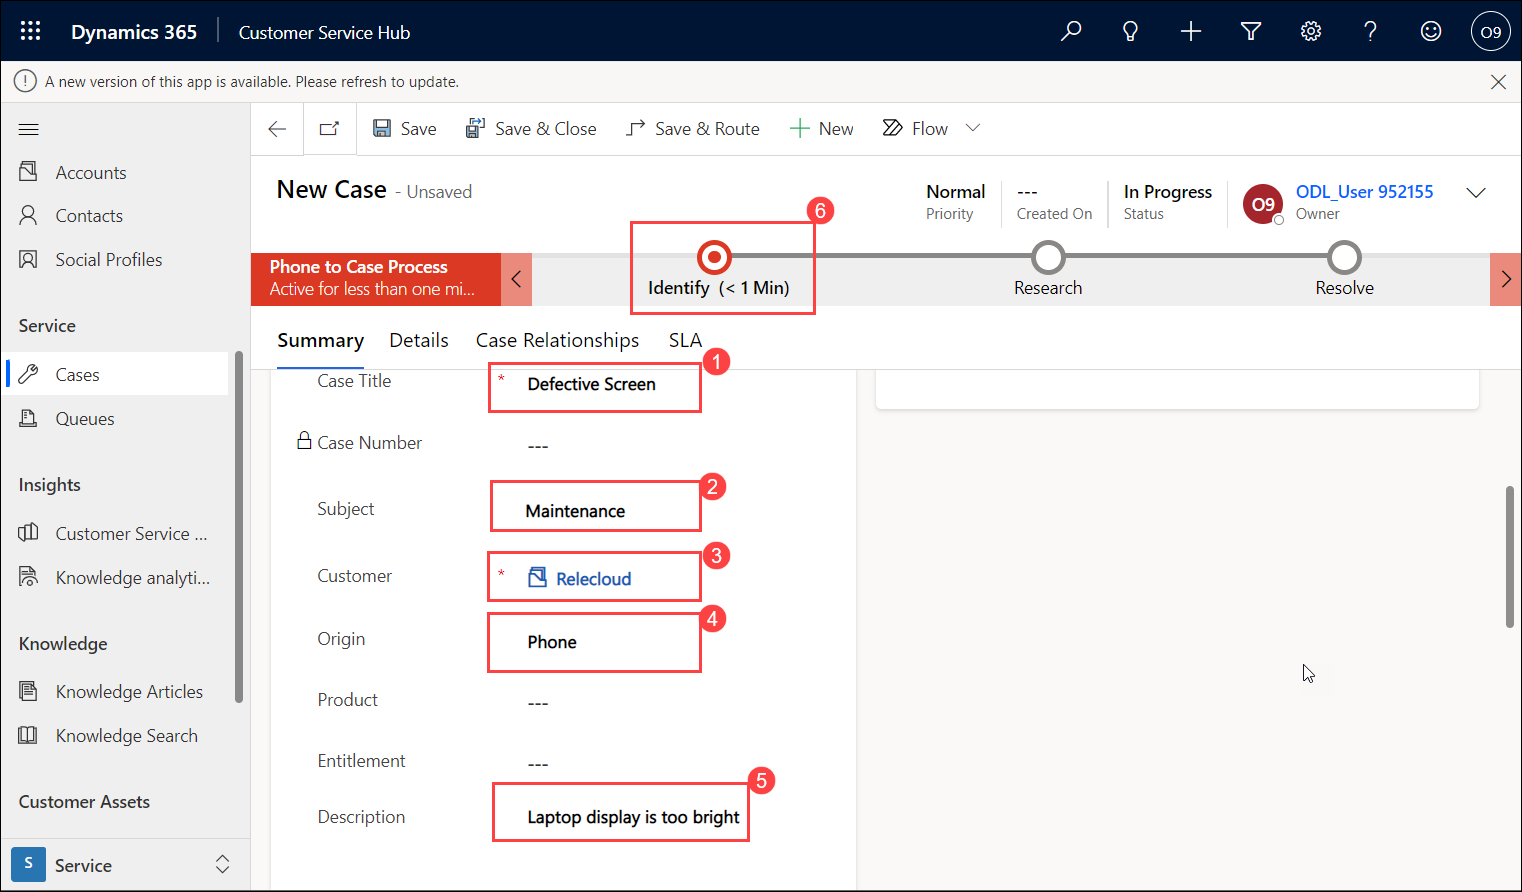 Dynamics 365
Customer Service Hub
O9
A new version of this app is available. Please refresh to update.
Save
Save & Close
Save & Route
New
Flow
Accounts
Contacts
Social Profiles
Service
Cases
Queues
Insights
Customer Service ...
Knowledge analyti...
Knowledge
Knowledge Articles
Knowledge Search
Customer Assets
S
Service
New Case - Unsaved
Normal
Priority
---
Created On
In Progress
Status
O9
ODL_User 952155
Owner
Phone to Case Process
Active for less than one mi...
6
Identify (< 1 Min)
Research
Resolve
Summary
Details
Case Relationships
SLA
1
Case Title
* Defective Screen
Case Number
---
2
Subject
Maintenance
3
Customer
* Relecloud
4
Origin
Phone
Product
---
Entitlement
---
5
Description
Laptop display is too bright